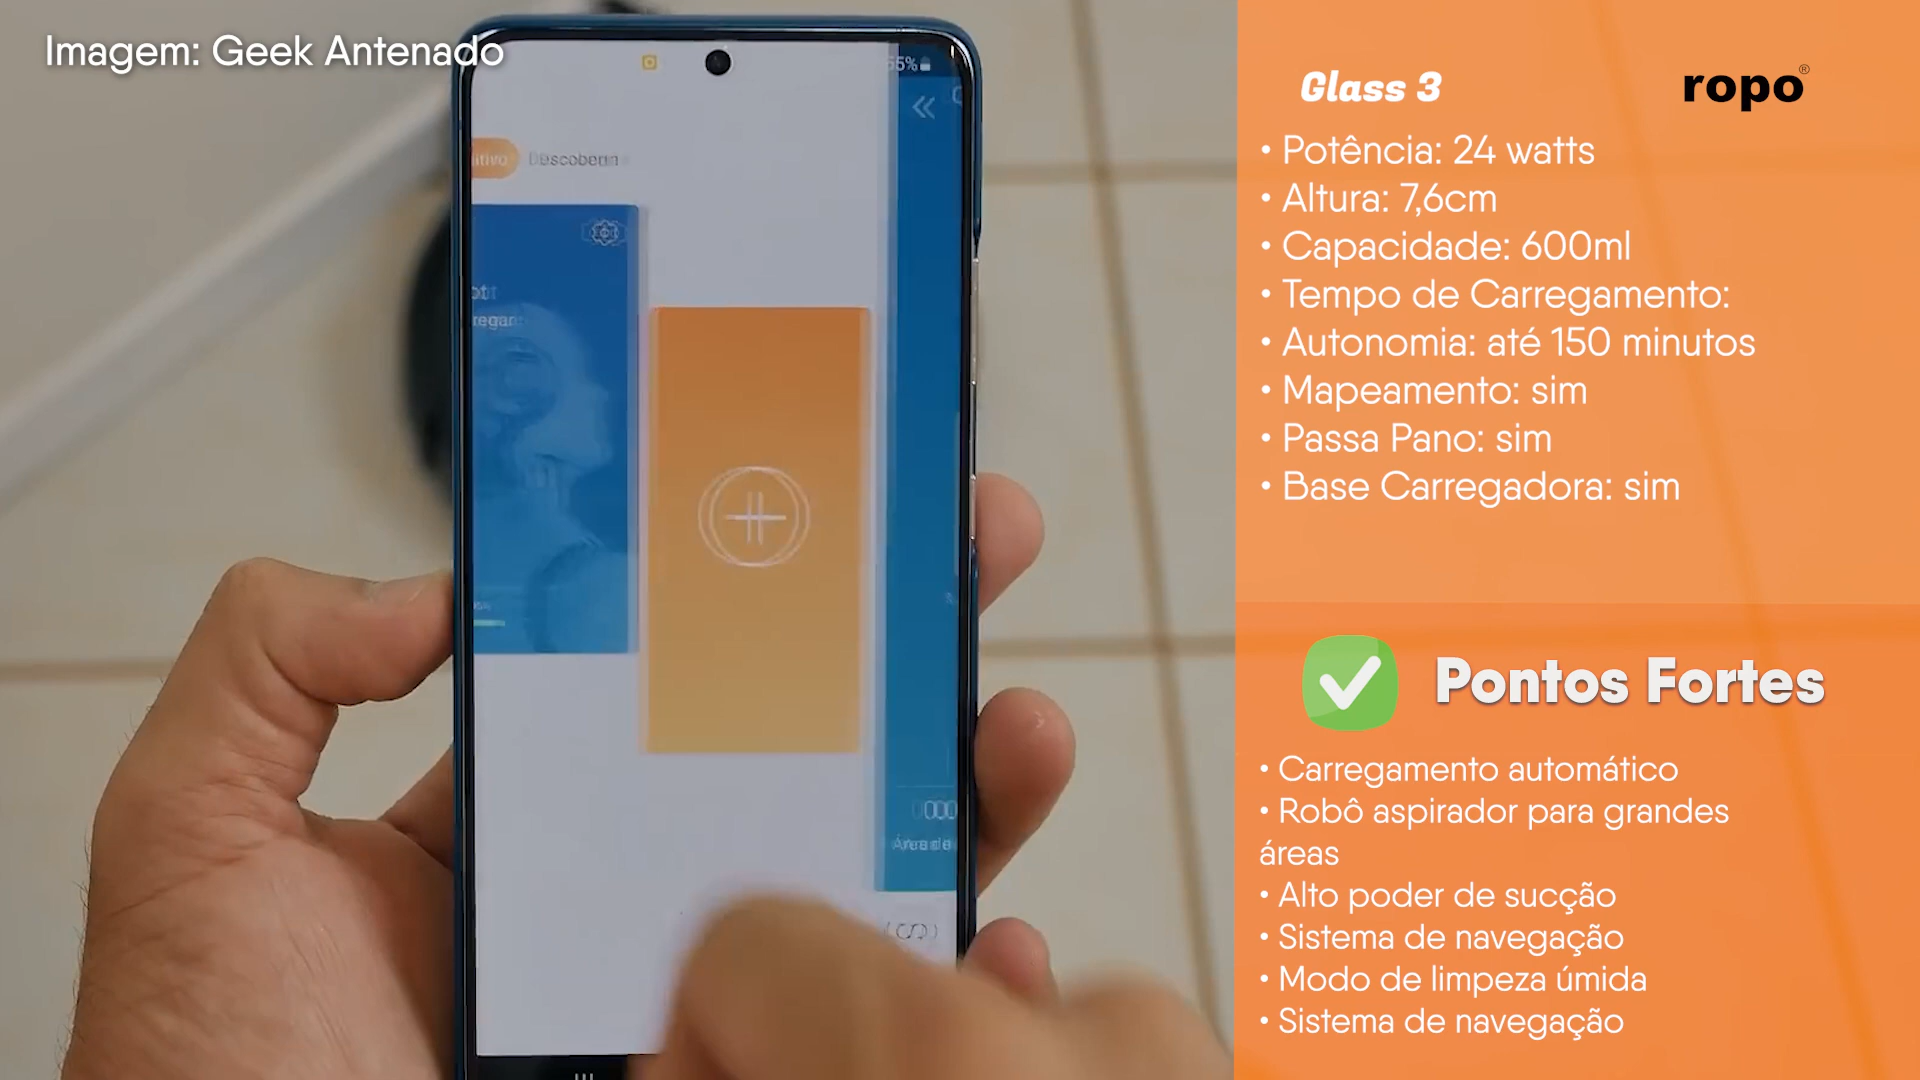 Imagem: Geek Antenado
55%
Glass 3
ropo®
• Potência: 24 watts
• Altura: 7,6cm
• Capacidade: 600ml
• Tempo de Carregamento:
• Autonomia: até 150 minutos
• Mapeamento: sim
• Passa Pano: sim
• Base Carregadora: sim
Pontos Fortes
• Carregamento automático
• Robô aspirador para grandes
áreas
• Alto poder de sucção
• Sistema de navegação
• Modo de limpeza úmida
• Sistema de navegação